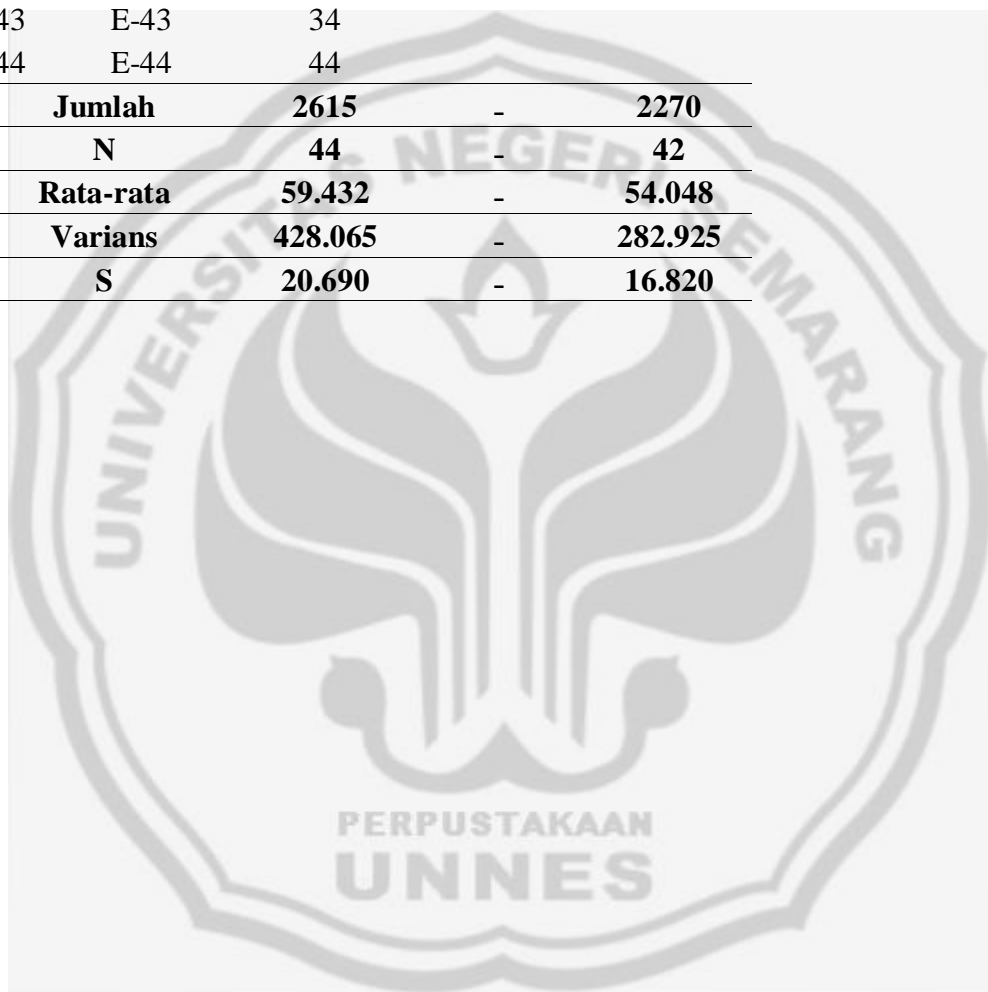 43 E-43 34
44 E-44 44
Jumlah 2615 - 2270
N 44 - 42
Rata-rata 59.432 - 54.048
Varians 428.065 - 282.925
S 20.690 - 16.820
UNIVERSITAS NEGERI SEMARANG
PERPUSTAKAAN
UNNES